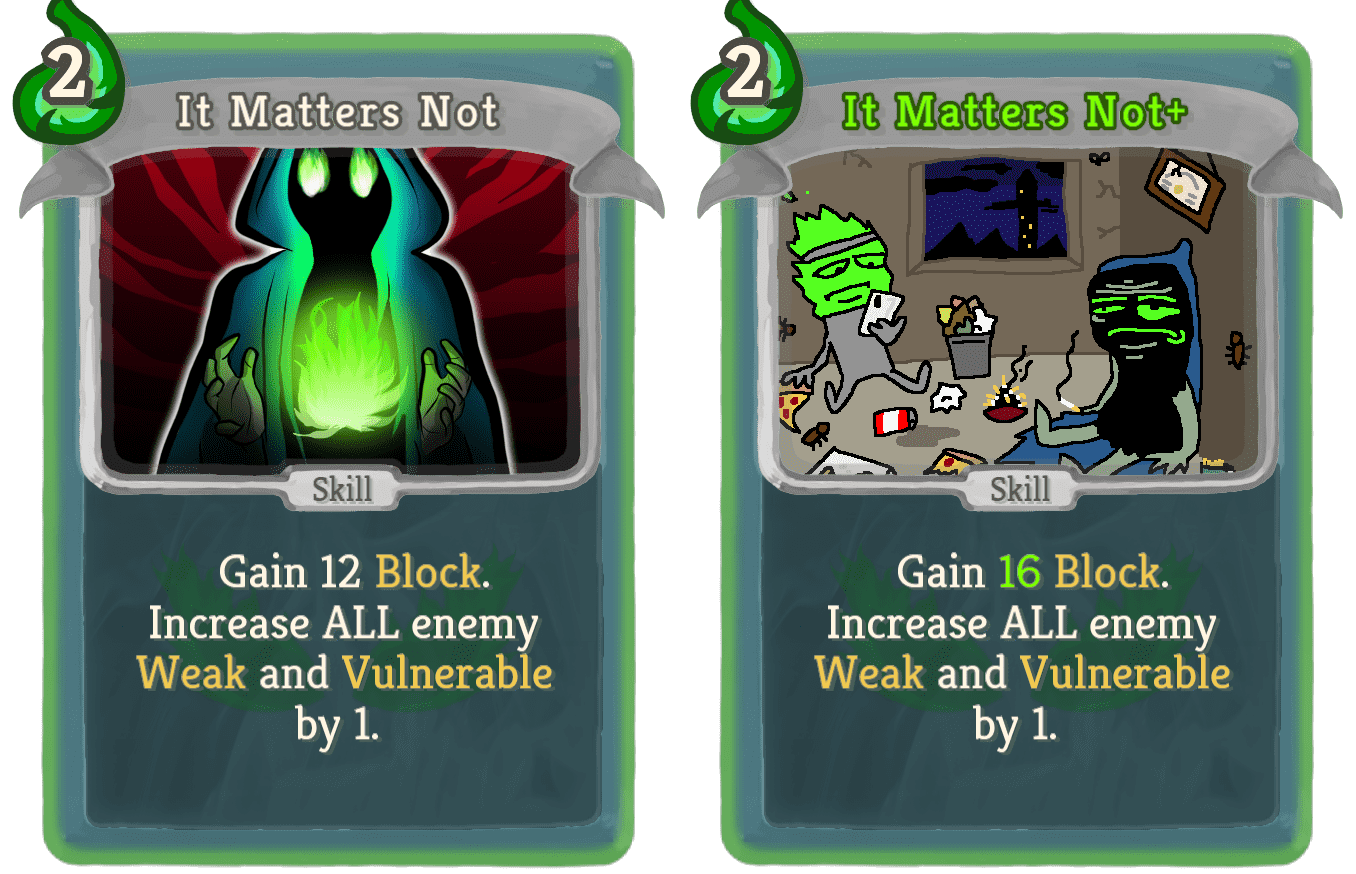 2
It Matters Not
Skill
Gain 12 Block.
Increase ALL enemy
Weak and Vulnerable
by 1.
2
It Matters Not+
Skill
Gain 16 Block.
Increase ALL enemy
Weak and Vulnerable
by 1.